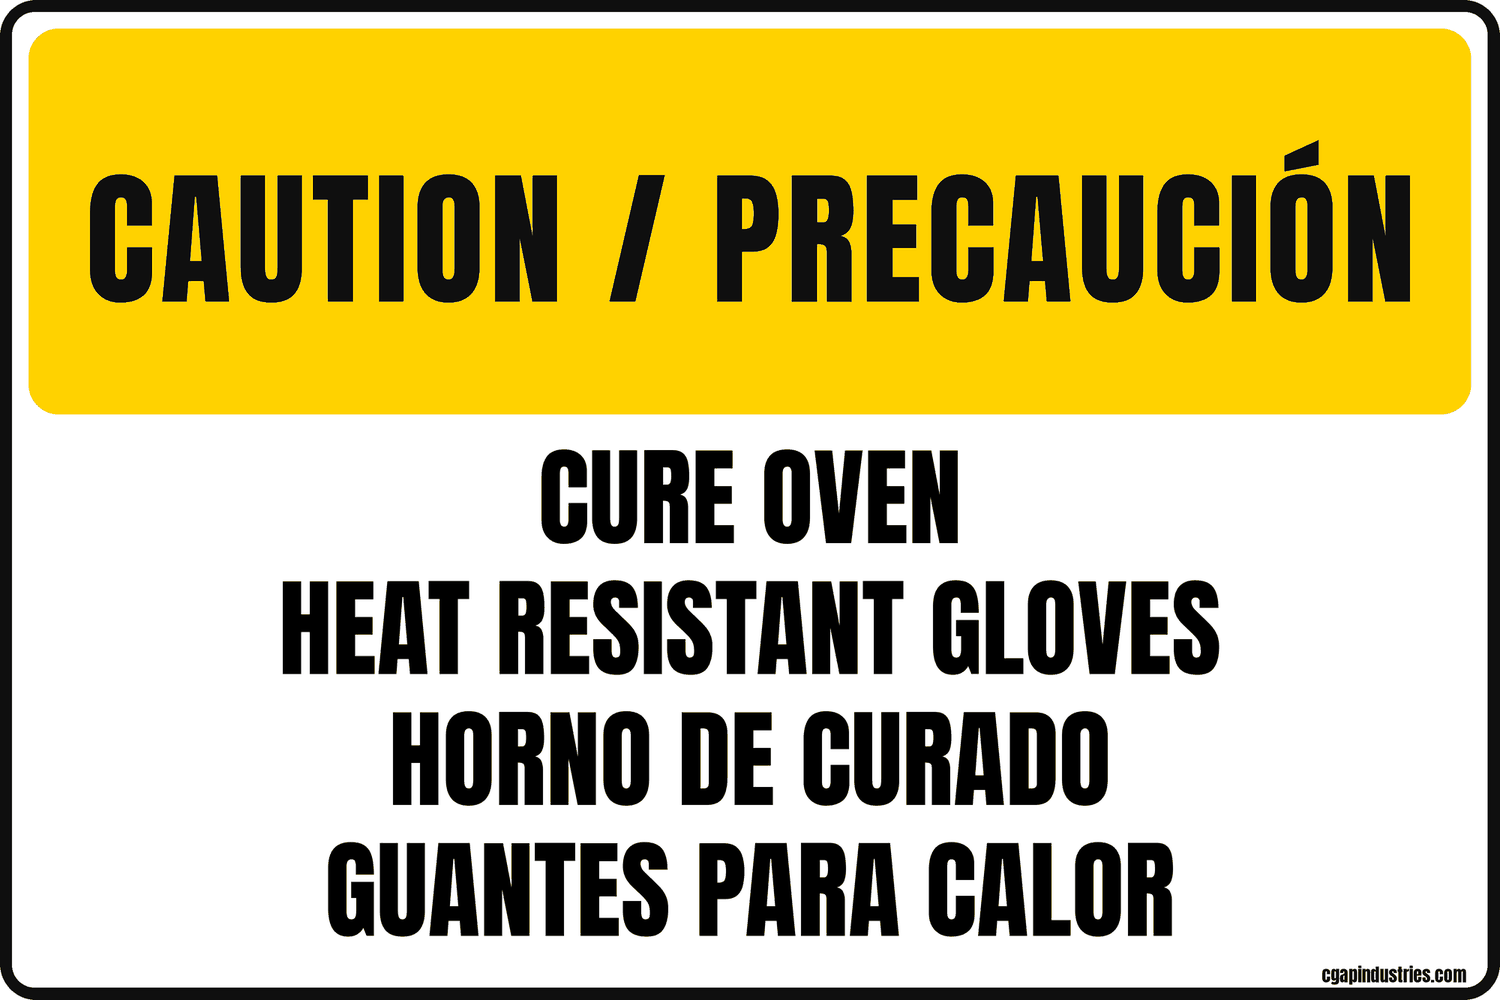 CAUTION / PRECAUCIÓN
CURE OVEN
HEAT RESISTANT GLOVES
HORNO DE CURADO
GUANTES PARA CALOR
cgapindustries.com